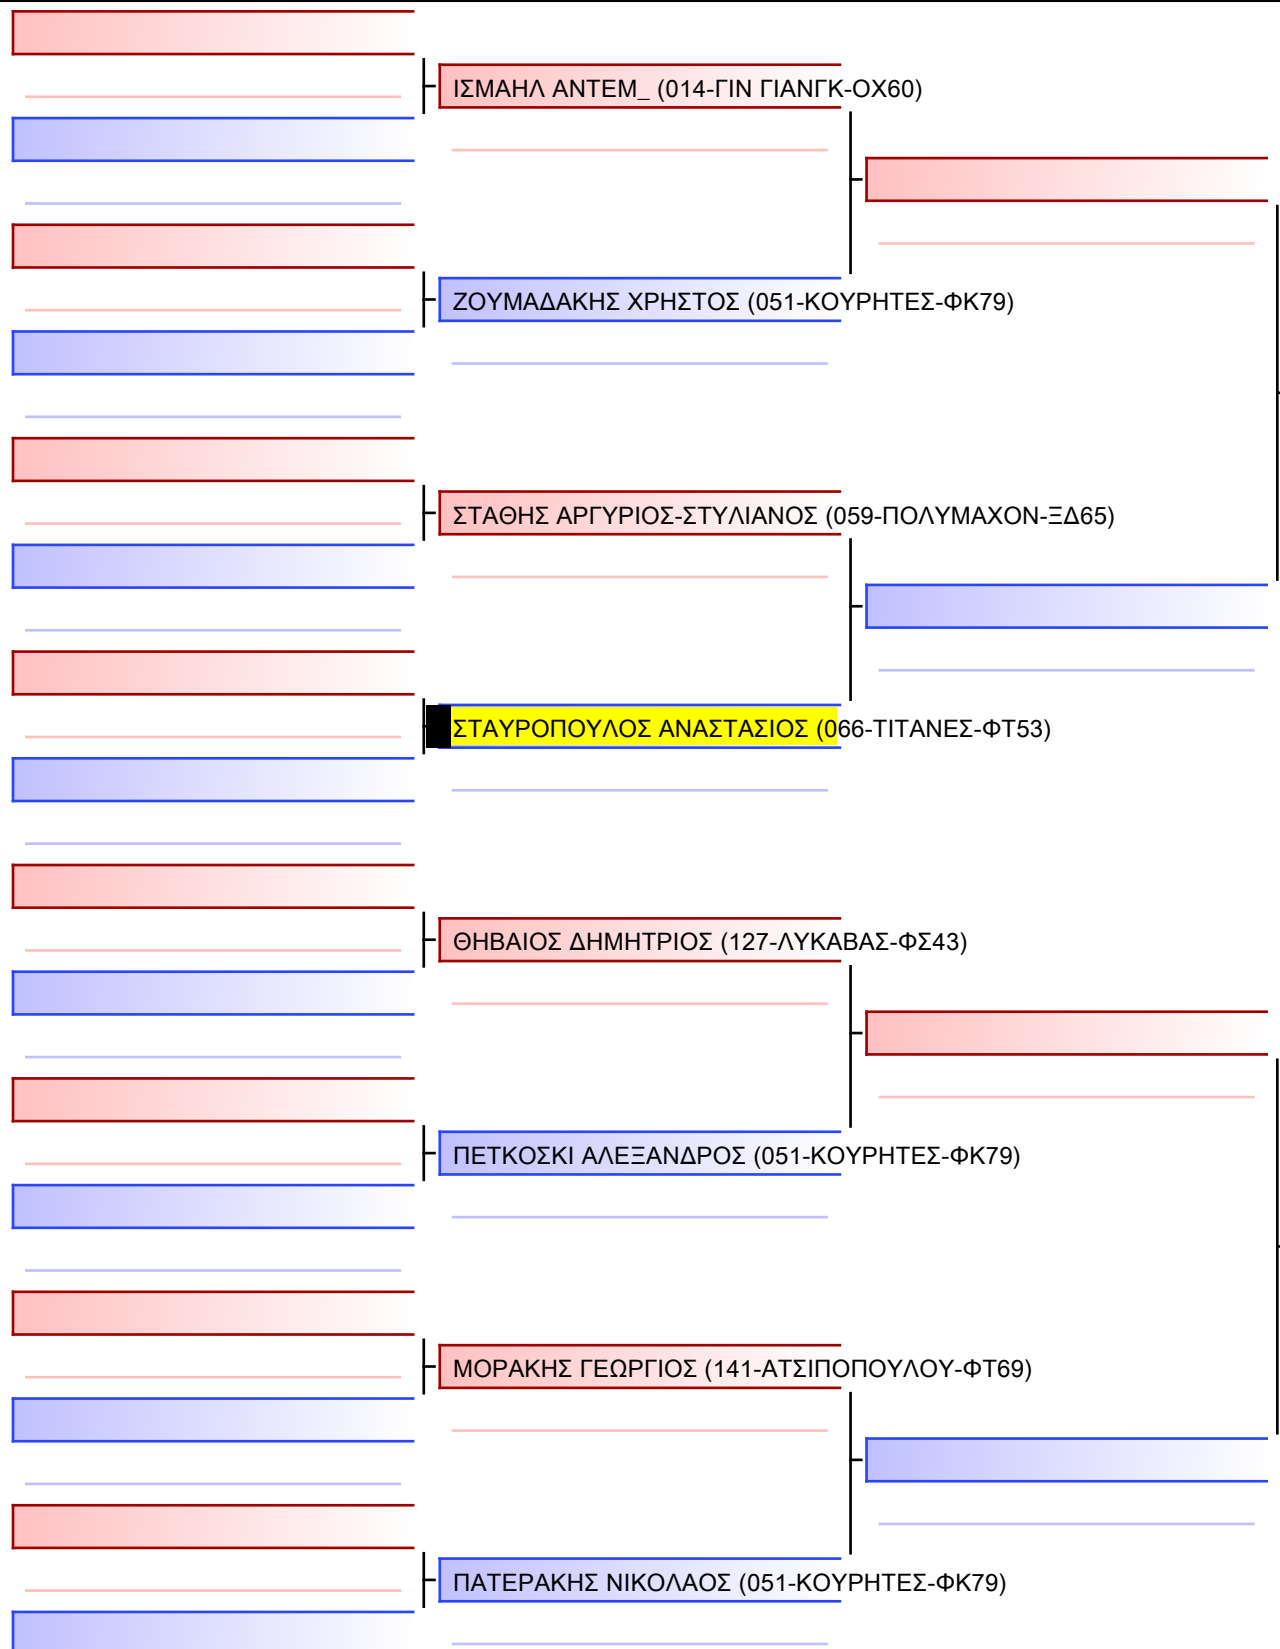 ΙΣΜΑΗΛ ΑΝΤΕΜ_ (014-ΓΙΝ ΓΙΑΝΓΚ-ΟΧ60)
ΖΟΥΜΑΔΑΚΗΣ ΧΡΗΣΤΟΣ (051-ΚΟΥΡΗΤΕΣ-ΦΚ79)
ΣΤΑΘΗΣ ΑΡΓΥΡΙΟΣ-ΣΤΥΛΙΑΝΟΣ (059-ΠΟΛΥΜΑΧΟΝ-ΞΔ65)
ΣΤΑΥΡΟΠΟΥΛΟΣ ΑΝΑΣΤΑΣΙΟΣ (066-ΤΙΤΑΝΕΣ-ΦΤ53)
ΘΗΒΑΙΟΣ ΔΗΜΗΤΡΙΟΣ (127-ΛΥΚΑΒΑΣ-ΦΣ43)
ΠΕΤΚΟΣΚΙ ΑΛΕΞΑΝΔΡΟΣ (051-ΚΟΥΡΗΤΕΣ-ΦΚ79)
ΜΟΡΑΚΗΣ ΓΕΩΡΓΙΟΣ (141-ΑΤΣΙΠΟΠΟΥΛΟΥ-ΦΤ69)
ΠΑΤΕΡΑΚΗΣ ΝΙΚΟΛΑΟΣ (051-ΚΟΥΡΗΤΕΣ-ΦΚ79)